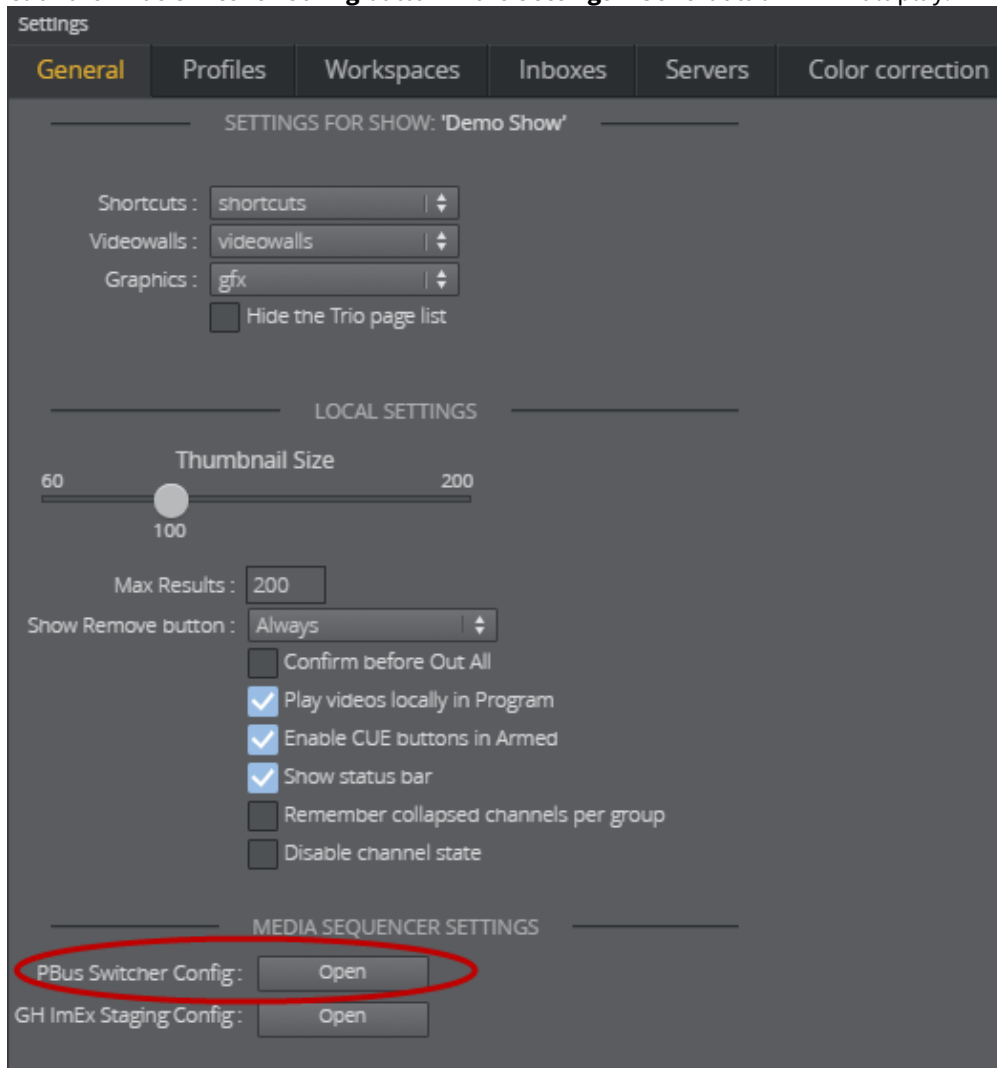 Settings
General Profiles Workspaces Inboxes Servers Color correction
SETTINGS FOR SHOW: 'Demo Show'
Shortcuts : shortcuts
Videowalls : videowalls
Graphics : gfx
Hide the Trio page list
LOCAL SETTINGS
Thumbnail Size
60 200
100
Max Results : 200
Show Remove button : Always
Confirm before Out All
Play videos locally in Program
Enable CUE buttons in Armed
Show status bar
Remember collapsed channels per group
Disable channel state
MEDIA SEQUENCER SETTINGS
PBus Switcher Config : Open
GH ImEx Staging Config : Open